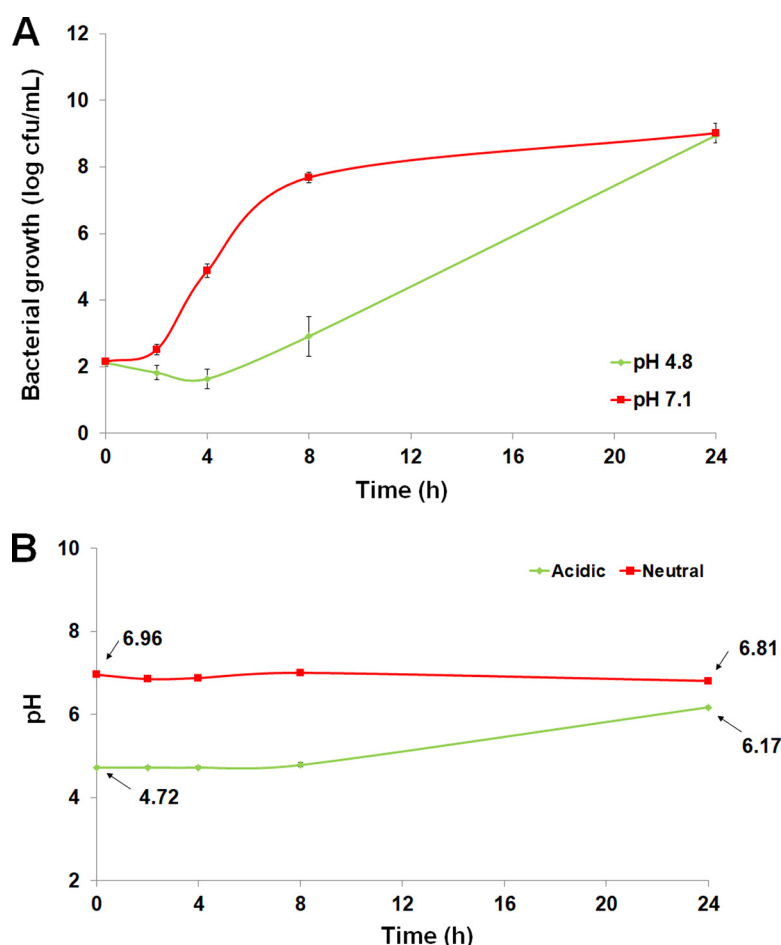 A
Bacterial growth (log cfu/mL)
12
10
8
6
4
2
0
pH 4.8
pH 7.1
0 4 8 12 16 20 24
Time (h)
B
pH
10
8
6
4
2
Acidic Neutral
6.96
6.81
4.72
6.17
0 4 8 12 16 20 24
Time (h)